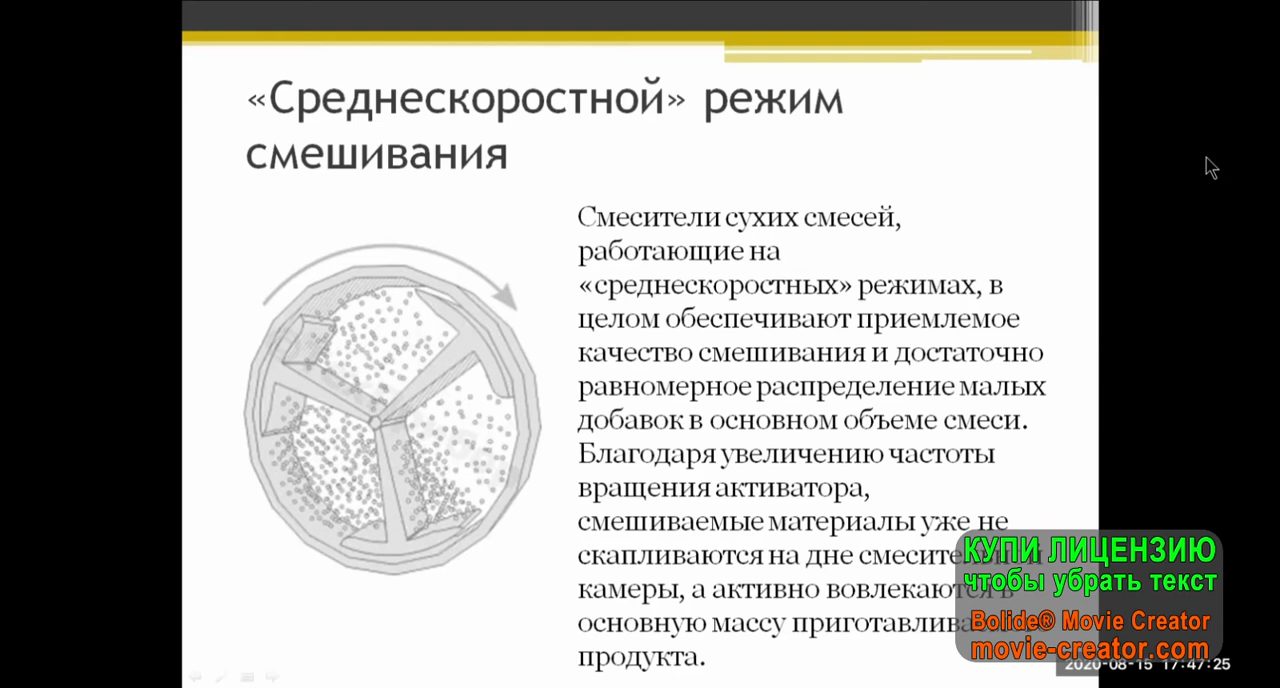 «Среднескоростной» режим
смешивания
Смесители сухих смесей,
работающие на
«среднескоростных» режимах, в
целом обеспечивают приемлемое
качество смешивания и достаточно
равномерное распределение малых
добавок в основном объеме смеси.
Благодаря увеличению частоты
вращения активатора,
смешиваемые материалы уже не
скапливаются на дне смесительной
камеры, а активно вовлекаются в
основную массу
продукта.
КУПИ ЛИЦЕНЗИЮ
чтобы убрать текст
Bolide® Movie Creator
movie-creator.com
2020-08-15 17:47:25